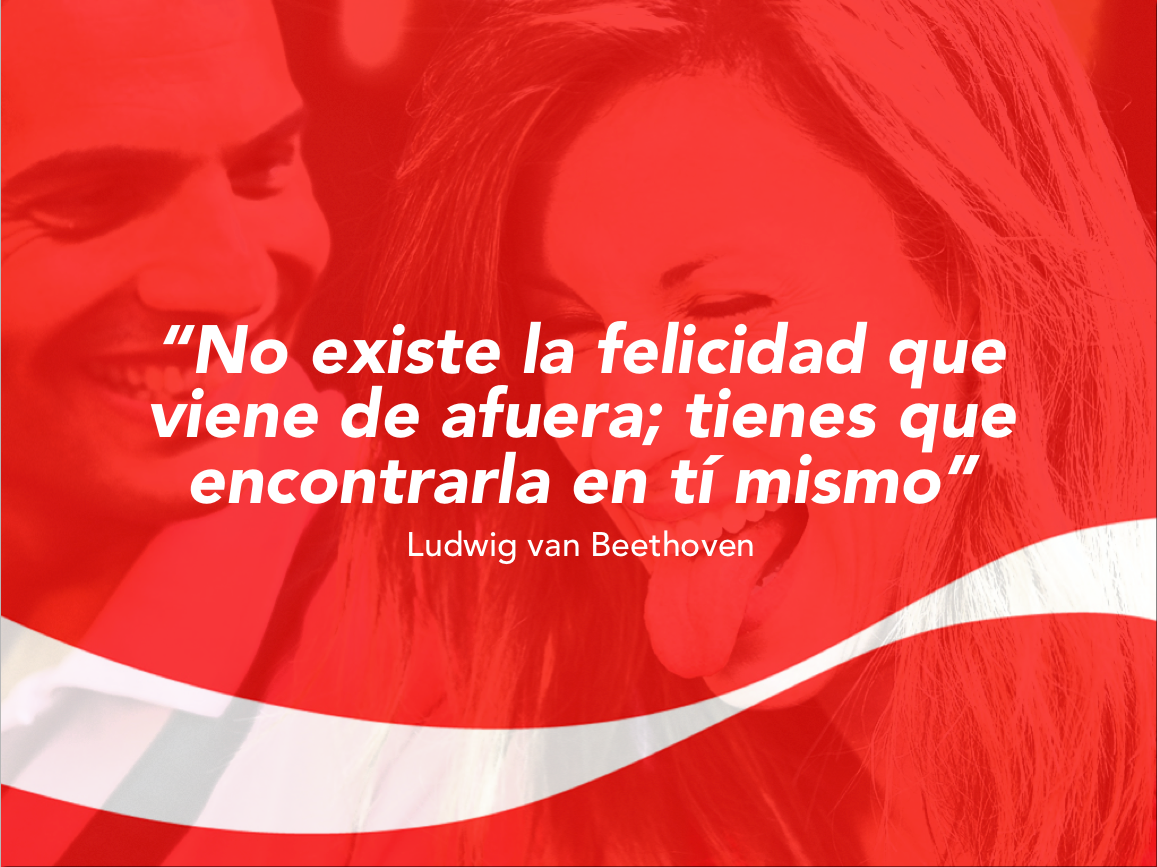 “No existe la felicidad que
viene de afuera; tienes que
encontrarla en tí mismo”
Ludwig van Beethoven